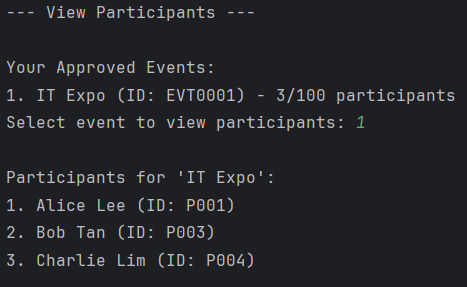 --- View Participants ---
Your Approved Events:
1. IT Expo (ID: EVT0001) - 3/100 participants
Select event to view participants: 1
Participants for 'IT Expo':
1. Alice Lee (ID: P001)
2. Bob Tan (ID: P003)
3. Charlie Lim (ID: P004)